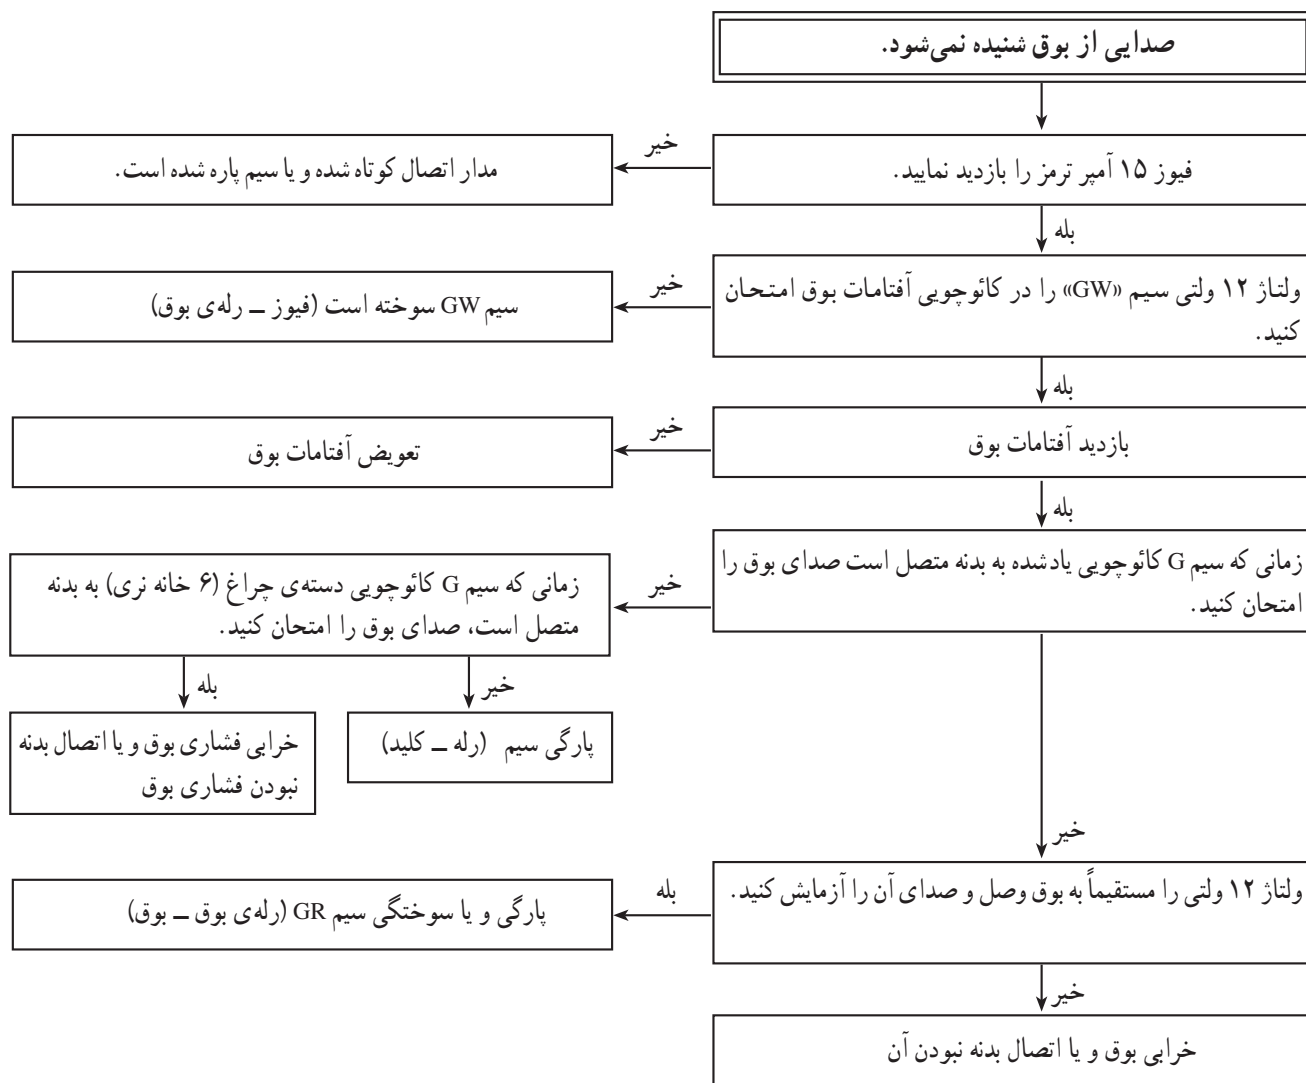 صدایی از بوق شنیده نمی‌شود.
فیوز ۱۵ آمپر ترمز را بازدید نمایید.
خیر
مدار اتصال کوتاه شده و یا سیم پاره شده است.
بله
ولتاژ ۱۲ ولتی سیم «GW» را در کائوچویی آفتامات بوق امتحان
کنید.
خیر
سیم GW سوخته است (فیوز ـ رله‌ی بوق)
بله
بازدید آفتامات بوق
خیر
تعویض آفتامات بوق
بله
زمانی که سیم G کائوچویی یادشده به بدنه متصل است صدای بوق را
امتحان کنید.
خیر
زمانی که سیم G کائوچویی دسته‌ی چراغ (۶ خانه نری) به بدنه
متصل است، صدای بوق را امتحان کنید.
خیر
پارگی سیم (رله ـ کلید)
بله
خرابی فشاری بوق و یا اتصال بدنه
نبودن فشاری بوق
خیر
ولتاژ ۱۲ ولتی را مستقیماً به بوق وصل و صدای آن را آزمایش کنید.
بله
پارگی و یا سوختگی سیم GR (رله‌ی بوق ـ بوق)
خیر
خرابی بوق و یا اتصال بدنه نبودن آن